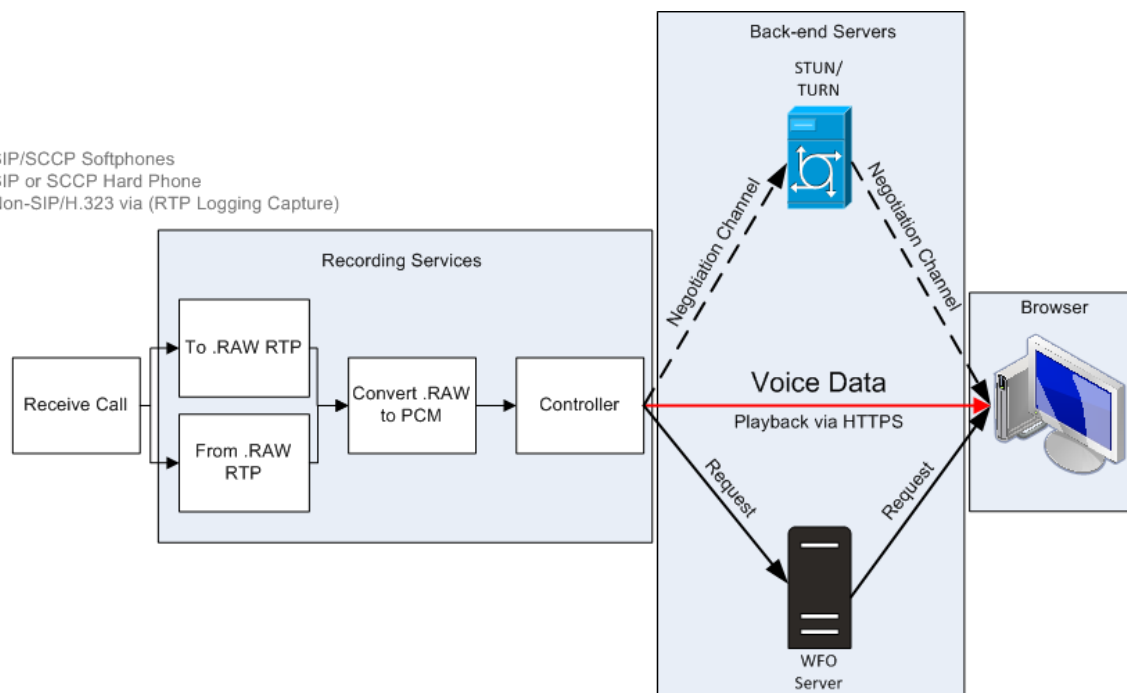 Back-end Servers
STUN/
TURN
SIP/SCCP Softphones
SIP or SCCP Hard Phone
Non-SIP/H.323 via (RTP Logging Capture)
Negotiation Channel
Negotiation Channel
Recording Services
Browser
To .RAW RTP
Receive Call
From .RAW
RTP
Convert .RAW
to PCM
Controller
Voice Data
Playback via HTTPS
Request
Request
WFO
Server